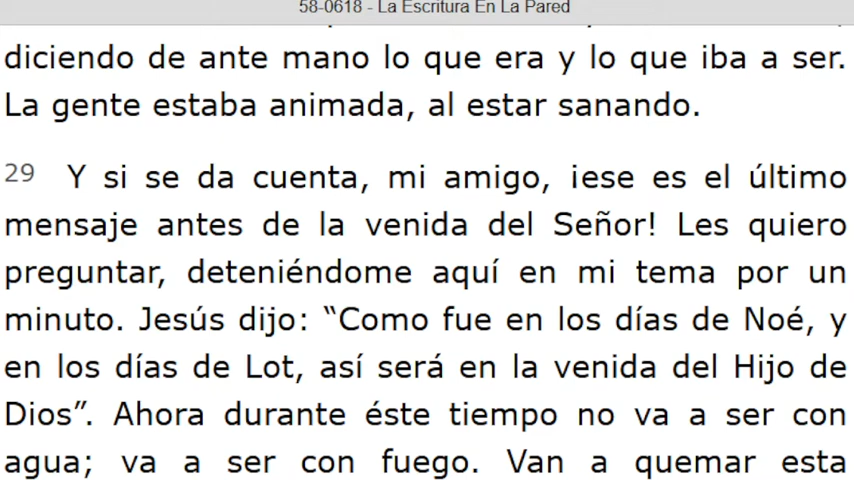 58-0618 - La Escritura En La Pared
diciendo de ante mano lo que era y lo que iba a ser.
La gente estaba animada, al estar sanando.
29 Y si se da cuenta, mi amigo, ¡ese es el último
mensaje antes de la venida del Señor! Les quiero
preguntar, deteniéndome aquí en mi tema por un
minuto. Jesús dijo: “Como fue en los días de Noé, y
en los días de Lot, así será en la venida del Hijo de
Dios”. Ahora durante éste tiempo no va a ser con
agua; va a ser con fuego. Van a quemar esta